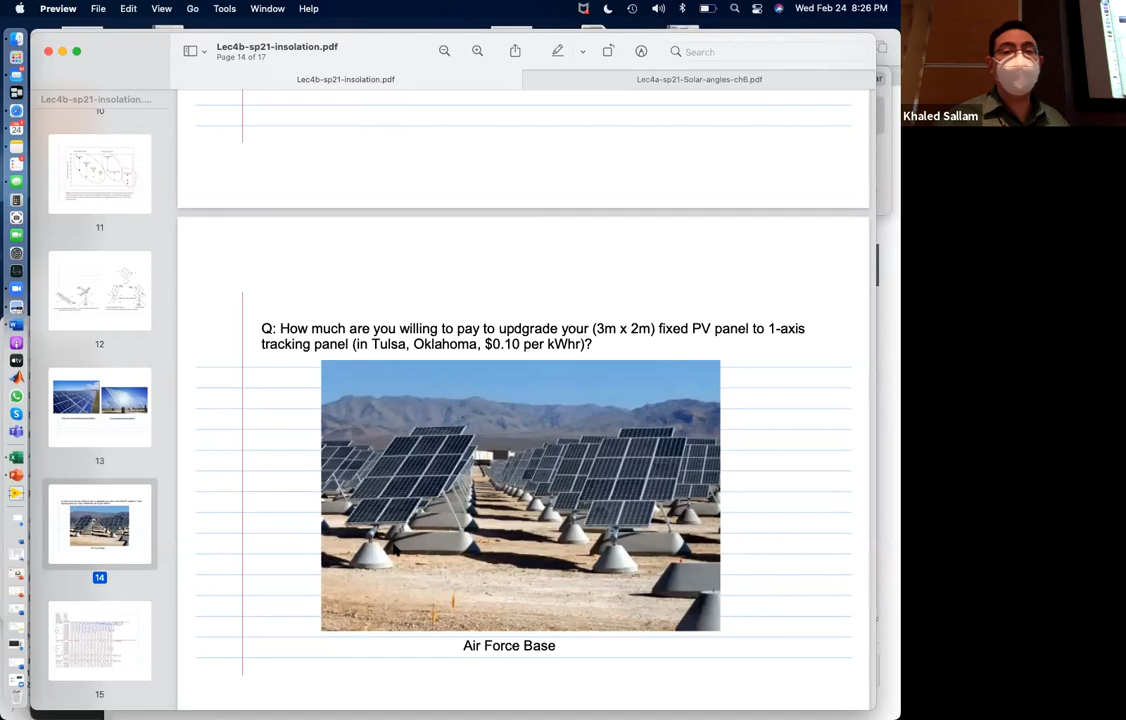 Preview File Edit View Go Tools Window Help
Wed Feb 24 8:26 PM
Lec4b-sp21-insolation.pdf
Page 14 of 17
Search
Lec4b-sp21-insolation.pdf
Lec4a-sp21-Solar-angles-ch6.pdf
Lec4b-sp21-insolation....
10
11
12
13
14
15
Q: How much are you willing to pay to updgrade your (3m x 2m) fixed PV panel to 1-axis
tracking panel (in Tulsa, Oklahoma, $0.10 per kWhr)?
Air Force Base
Khaled Sallam